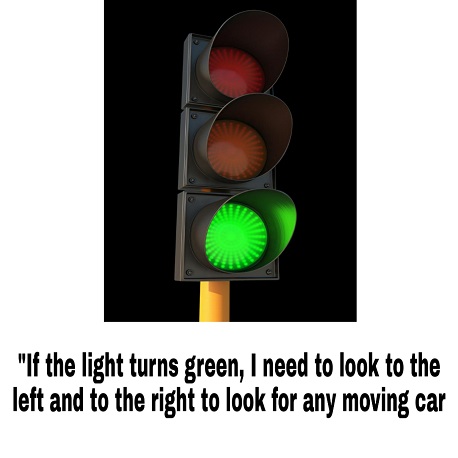 "If the light turns green, I need to look to the
left and to the right to look for any moving car